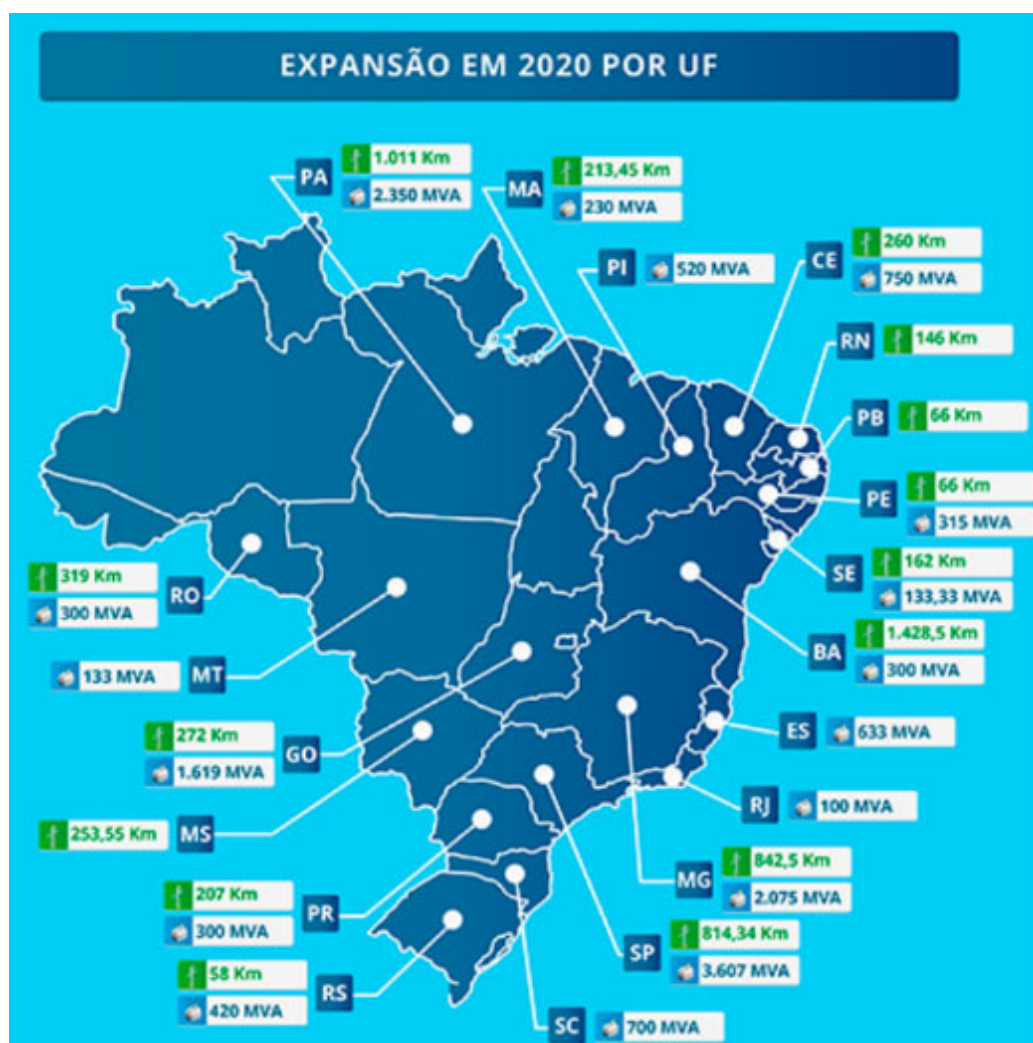 EXPANSÃO EM 2020 POR UF
PA
1.011 Km
2.350 MVA
MA
213,45 Km
230 MVA
PI
520 MVA
CE
260 Km
750 MVA
RN
146 Km
PB
66 Km
PE
66 Km
315 MVA
SE
162 Km
133,33 MVA
BA
1.428,5 Km
300 MVA
ES
633 MVA
RJ
100 MVA
MG
842,5 Km
2.075 MVA
SP
814,34 Km
3.607 MVA
SC
700 MVA
RS
58 Km
420 MVA
PR
207 Km
300 MVA
MS
253,55 Km
GO
272 Km
1.619 MVA
MT
133 MVA
RO
319 Km
300 MVA